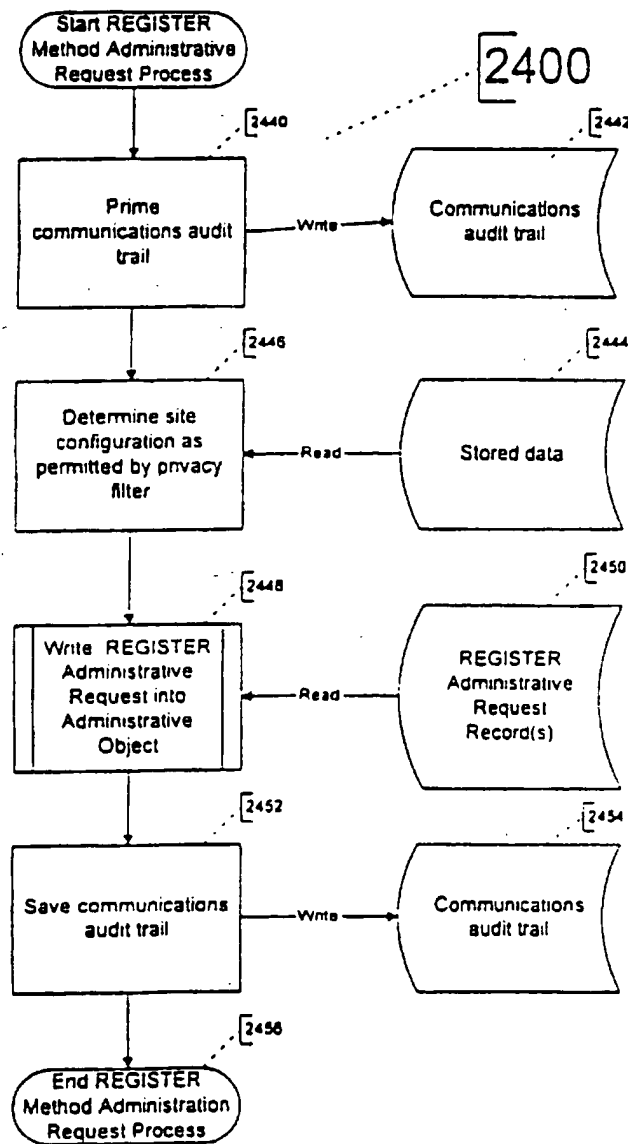 Start REGISTER
Method Administrative
Request Process
2400
2440
2442
Prime
communications audit
trail
Write
Communications
audit trail
2446
2444
Determine site
configuration as
permitted by privacy
filter
Read
Stored data
2448
2450
Write REGISTER
Administrative
Request into
Administrative
Object
Read
REGISTER
Administrative
Request
Record(s)
2452
2454
Save communications
audit trail
Write
Communications
audit trail
2456
End REGISTER
Method Administration
Request Process